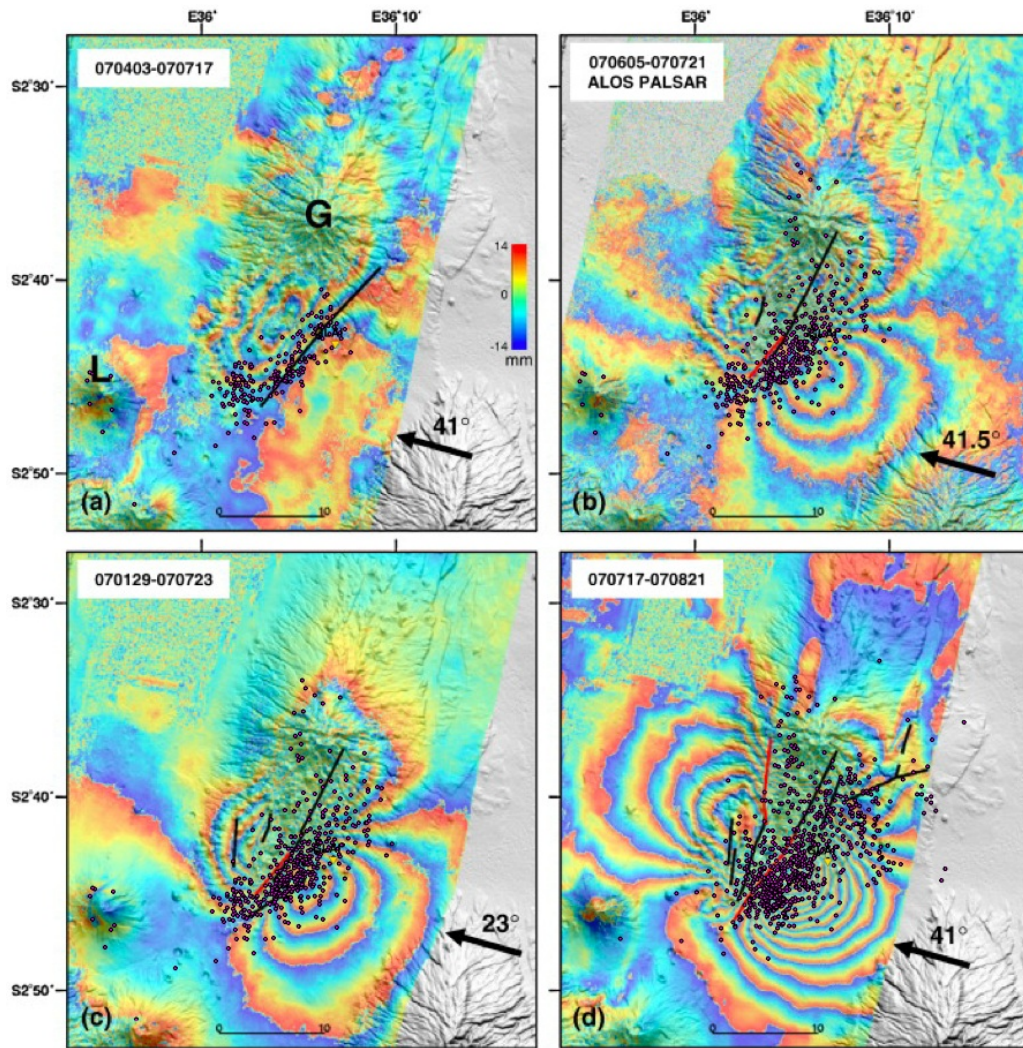 E36° E36°10' E36° E36°10'
S2°30'
S2°40'
S2°50'
070403-070717
G
L
14
0
-14
mm
41°
(a)
0 10
070605-070721
ALOS PALSAR
41.5°
(b)
0 10
S2°30'
S2°40'
S2°50'
070129-070723
23°
(c)
0 10
070717-070821
41°
(d)
0 10